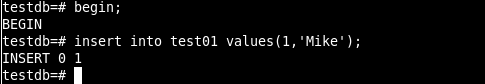 testdb=# begin;
BEGIN
testdb=# insert into test01 values(1,'Mike');
INSERT 0 1
testdb=#